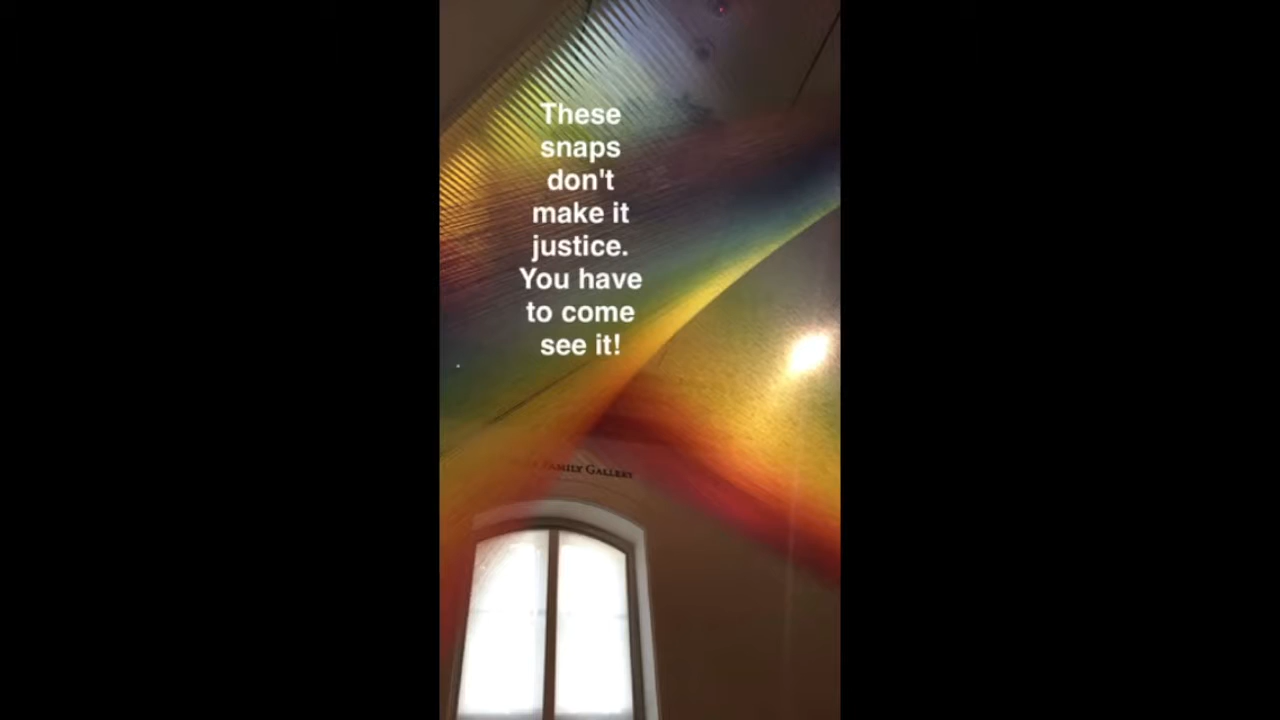 These
snaps
don't
make it
justice.
You have
to come
see it!
Family Gallery